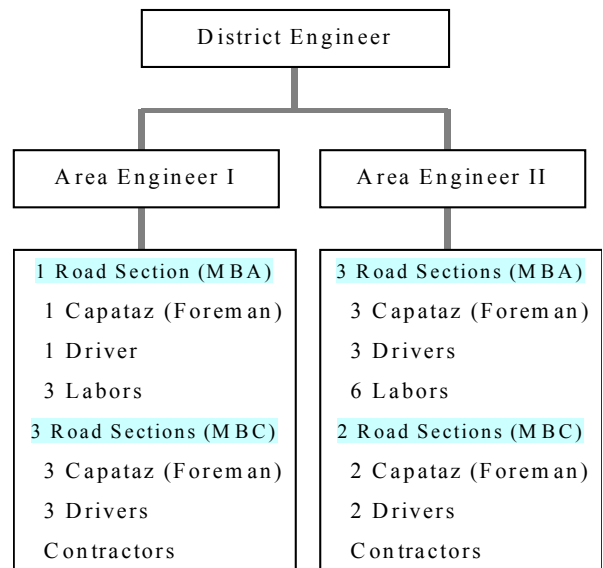 District Engineer
Area Engineer I
Area Engineer II
1 Road Section (MBA)
1 Capataz (Foreman)
1 Driver
3 Labors
3 Road Sections (MBC)
3 Capataz (Foreman)
3 Drivers
Contractors
3 Road Sections (MBA)
3 Capataz (Foreman)
3 Drivers
6 Labors
2 Road Sections (MBC)
2 Capataz (Foreman)
2 Drivers
Contractors